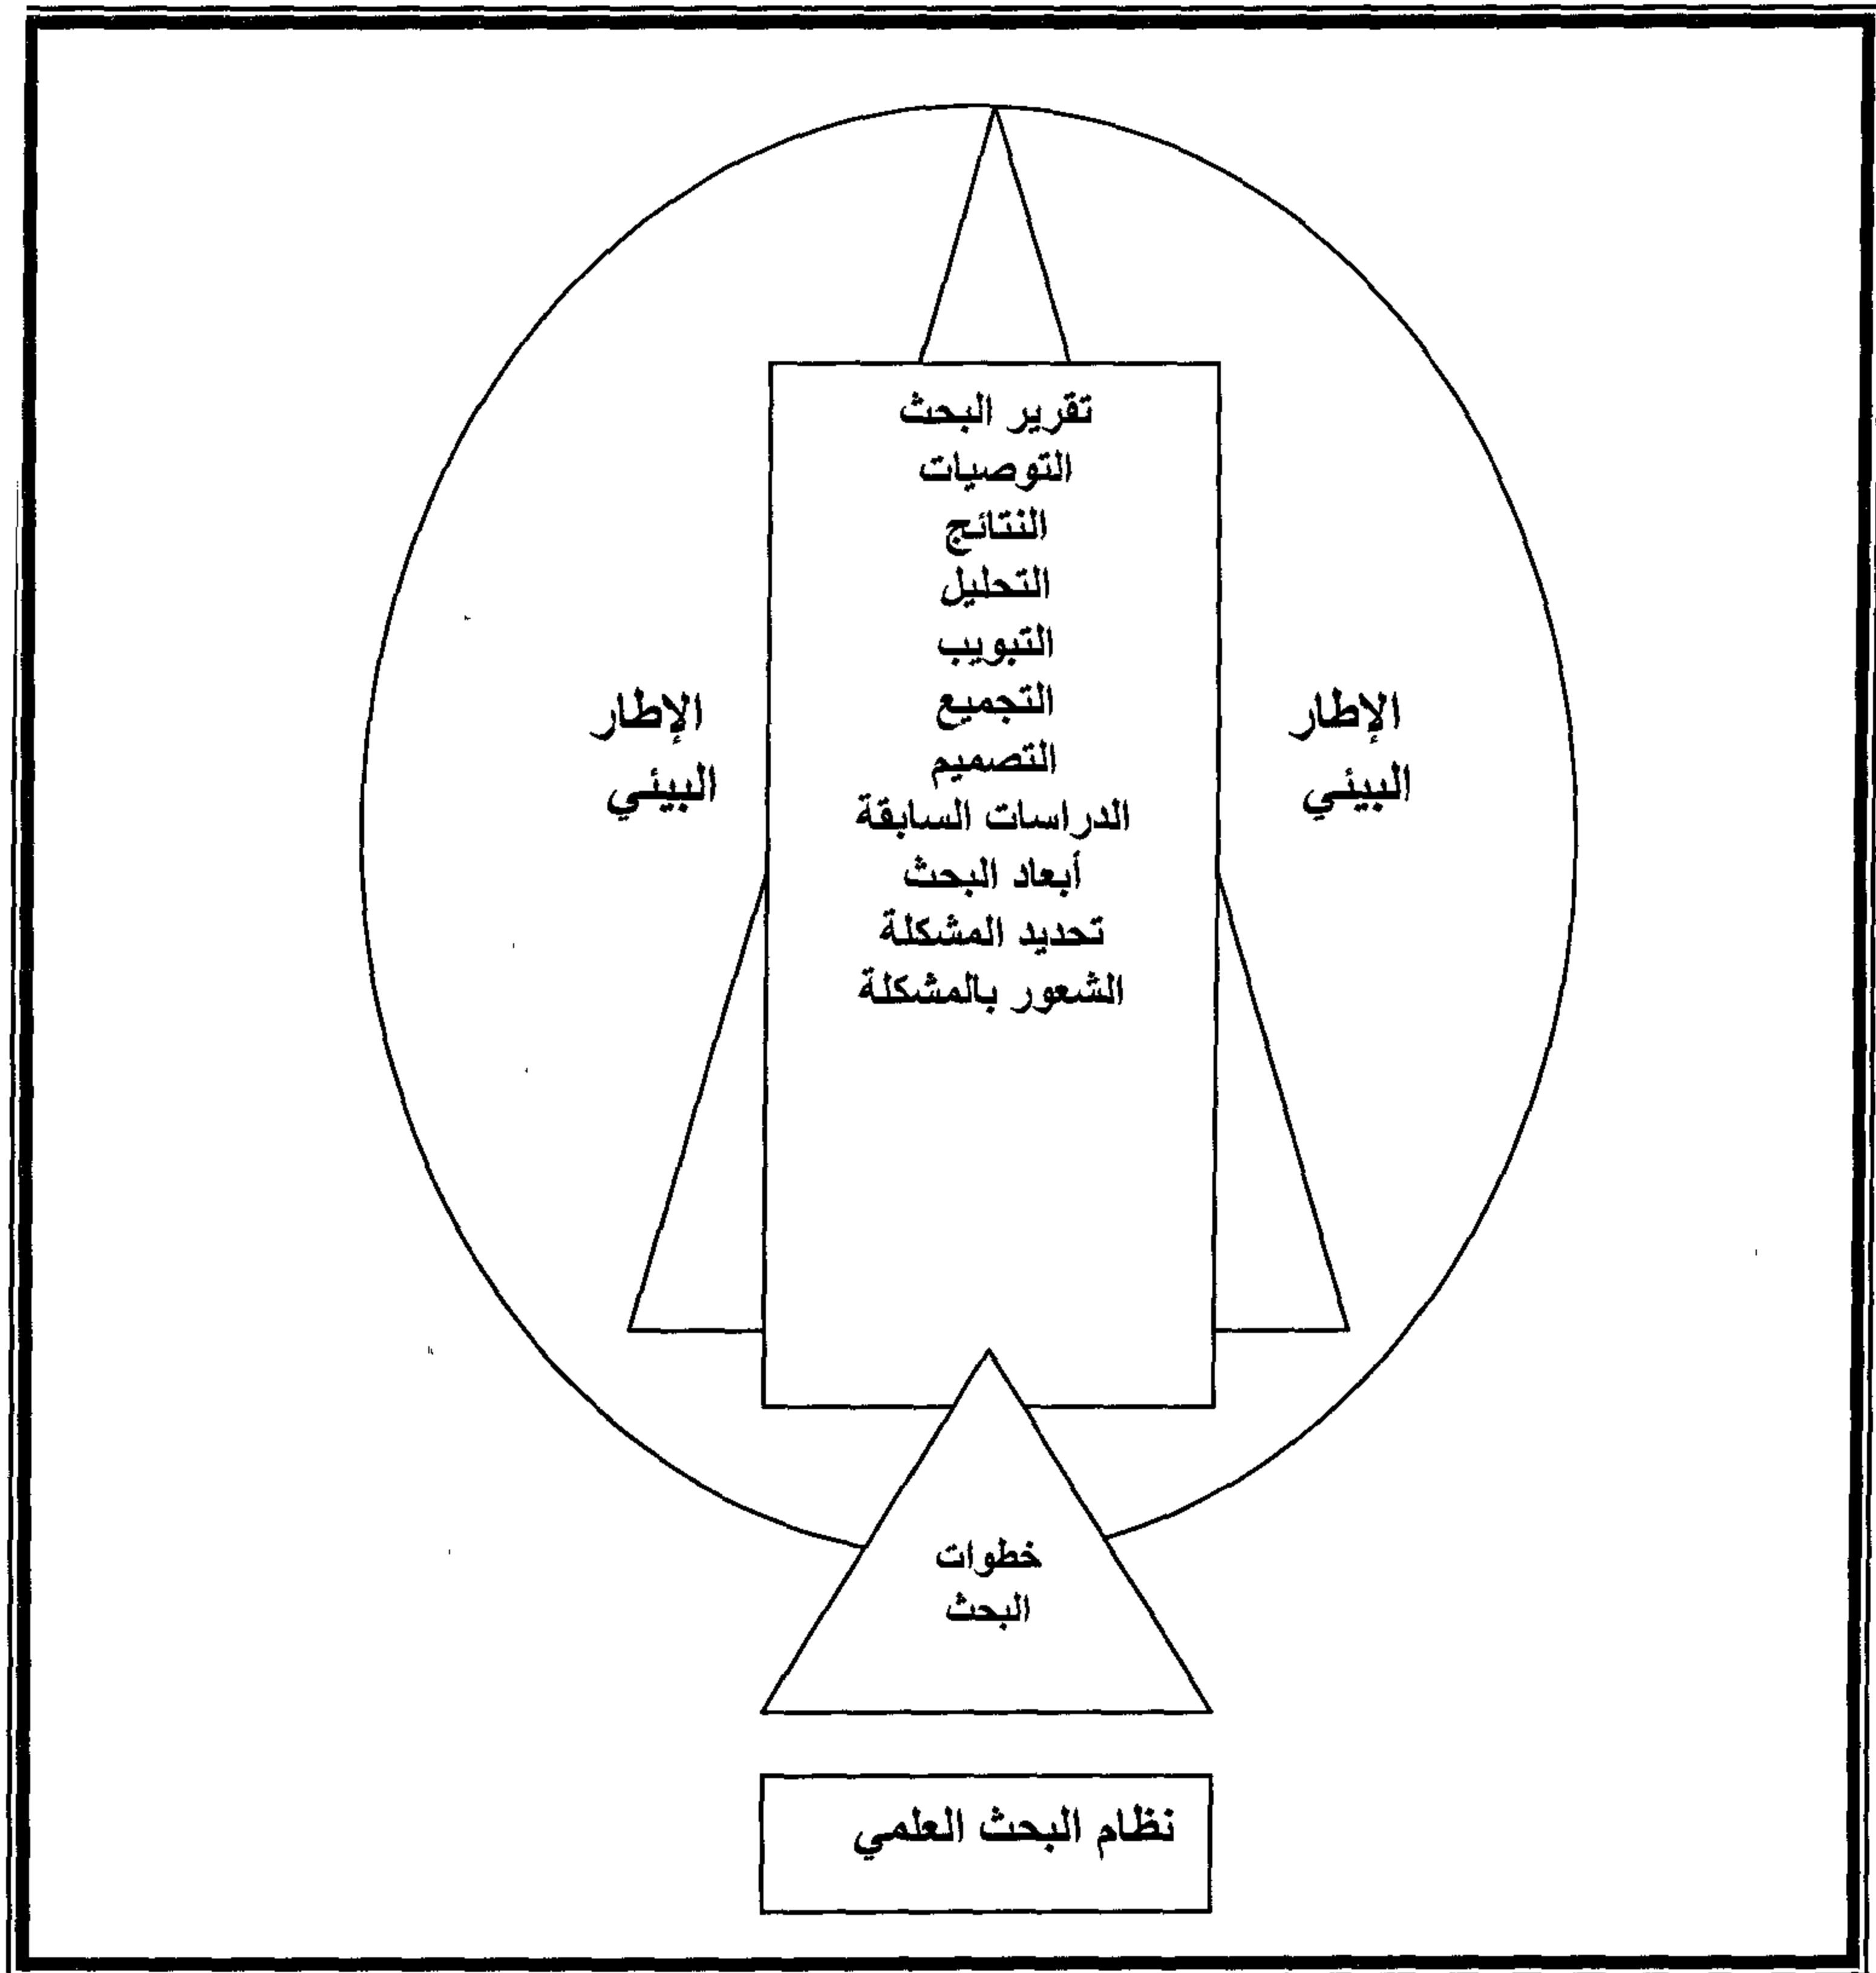 تقرير البحث
التوصيات
النتائج
التحليل
التبويب
التجميع
التصميم
الدراسات السابقة
أبعاد البحث
تحديد المشكلة
الشعور بالمشكلة
الإطار
البيئي
الإطار
البيئي
خطوات
البحث
نظام البحث العلمي